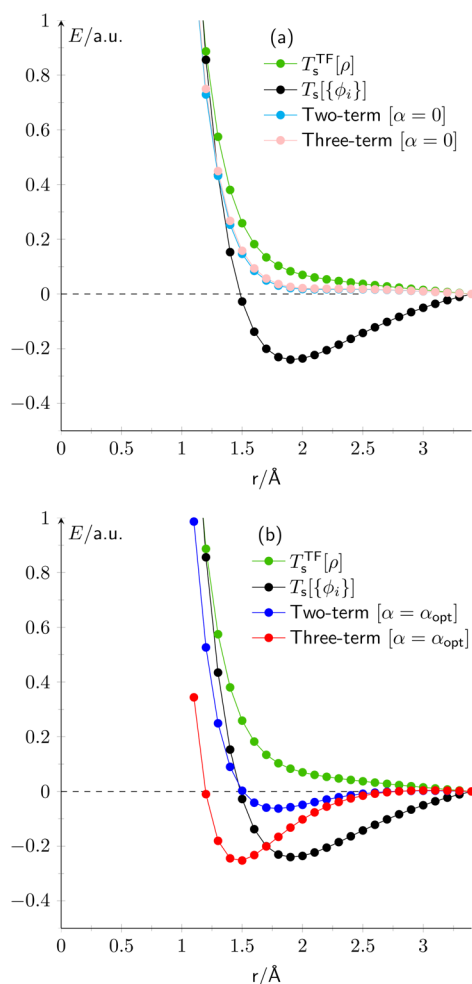 E/a.u.
(a)
T_s^TF[ρ]
T_s[{ϕ_i}]
Two-term [α = 0]
Three-term [α = 0]
1
0.8
0.6
0.4
0.2
0
−0.2
−0.4
0 0.5 1 1.5 2 2.5 3
r/Å
E/a.u.
(b)
T_s^TF[ρ]
T_s[{ϕ_i}]
Two-term [α = α_opt]
Three-term [α = α_opt]
1
0.8
0.6
0.4
0.2
0
−0.2
−0.4
0 0.5 1 1.5 2 2.5 3
r/Å